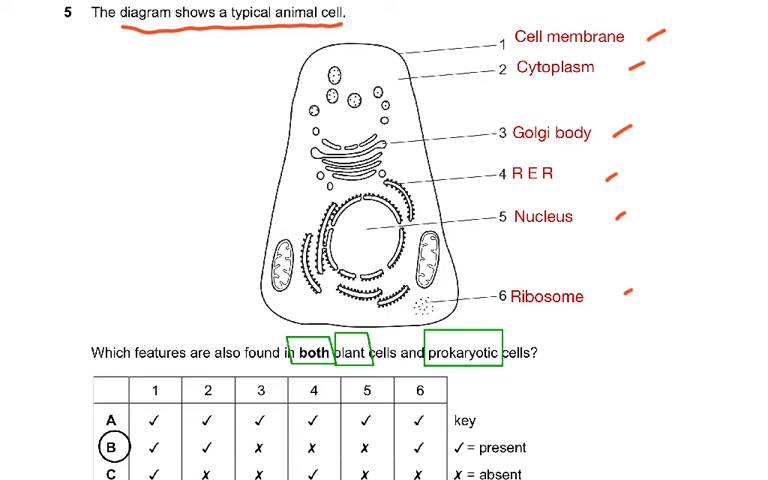 5 The diagram shows a typical animal cell.
1 Cell membrane
2 Cytoplasm
3 Golgi body
4 R E R
5 Nucleus
6 Ribosome
Which features are also found in both plant cells and prokaryotic cells?
1 2 3 4 5 6
A ✓ ✓ ✓ ✓ ✓ ✓ key
B ✓ ✓ ✗ ✗ ✗ ✓ ✓ = present
C ✓ ✗ ✗ ✓ ✗ ✗ ✗ = absent